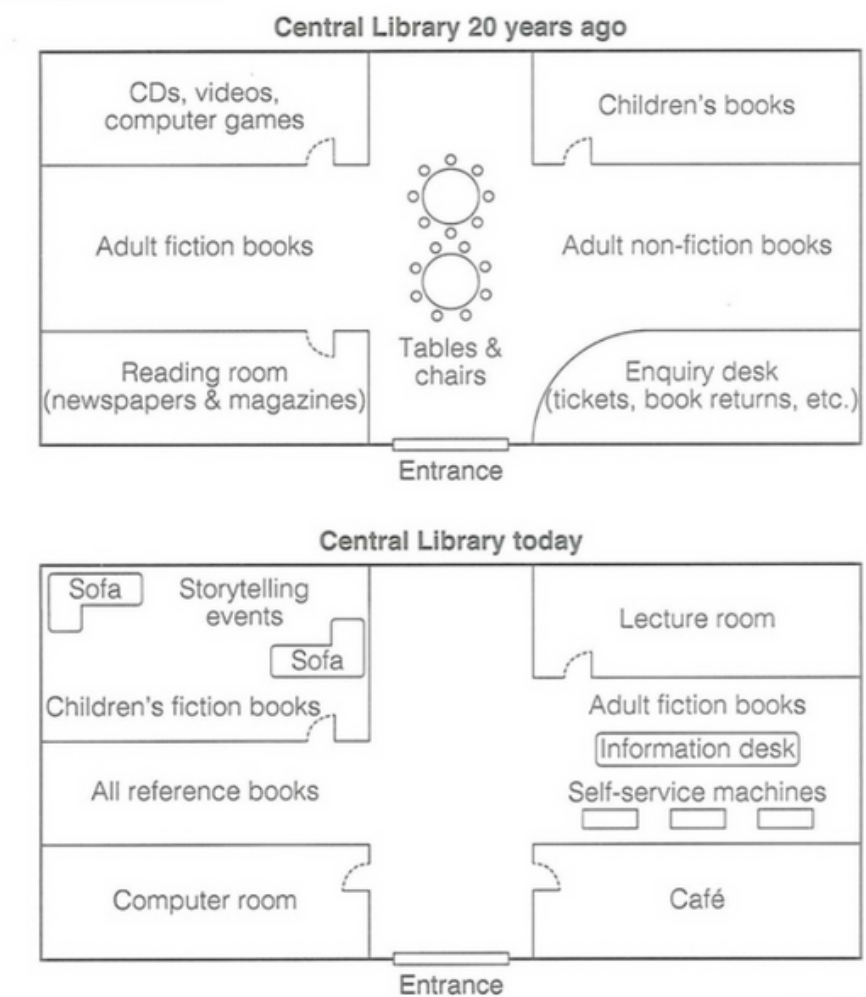 Central Library 20 years ago
CDs, videos,
computer games
Children's books
Adult fiction books
Adult non-fiction books
Tables &
chairs
Reading room
(newspapers & magazines)
Enquiry desk
(tickets, book returns, etc.)
Entrance
Central Library today
Sofa
Storytelling
events
Sofa
Children's fiction books
Lecture room
Adult fiction books
Information desk
All reference books
Self-service machines
Computer room
Café
Entrance